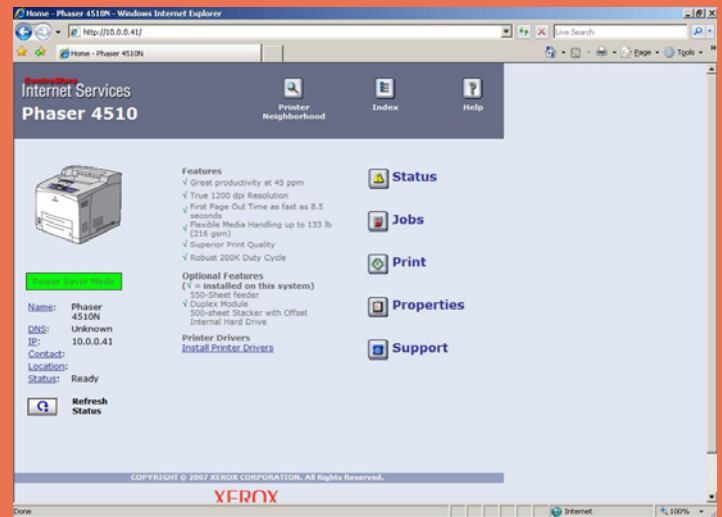 Home - Phaser 4510N - Windows Internet Explorer
http://10.0.0.41/
Live Search
Home - Phaser 4510N
Page
Tools
CentreWare
Internet Services
Phaser 4510
Printer
Neighborhood
Index
Help
Features
√ Great productivity at 45 ppm
√ True 1200 dpi Resolution
√ First Page Out Time as fast as 8.5
seconds
√ Flexible Media Handling up to 133 lb
(216 gsm)
√ Superior Print Quality
√ Robust 200K Duty Cycle
Optional Features
(√ = installed on this system)
550-Sheet feeder
√ Duplex Module
500-sheet Stacker with Offset
Internal Hard Drive
Printer Drivers
Install Printer Drivers
Status
Jobs
Print
Properties
Support
Power Saver Mode
Name: Phaser
4510N
DNS: Unknown
IP: 10.0.0.41
Contact:
Location:
Status: Ready
Refresh
Status
COPYRIGHT © 2007 XEROX CORPORATION. All Rights Reserved.
XEROX
Done
Internet
100%